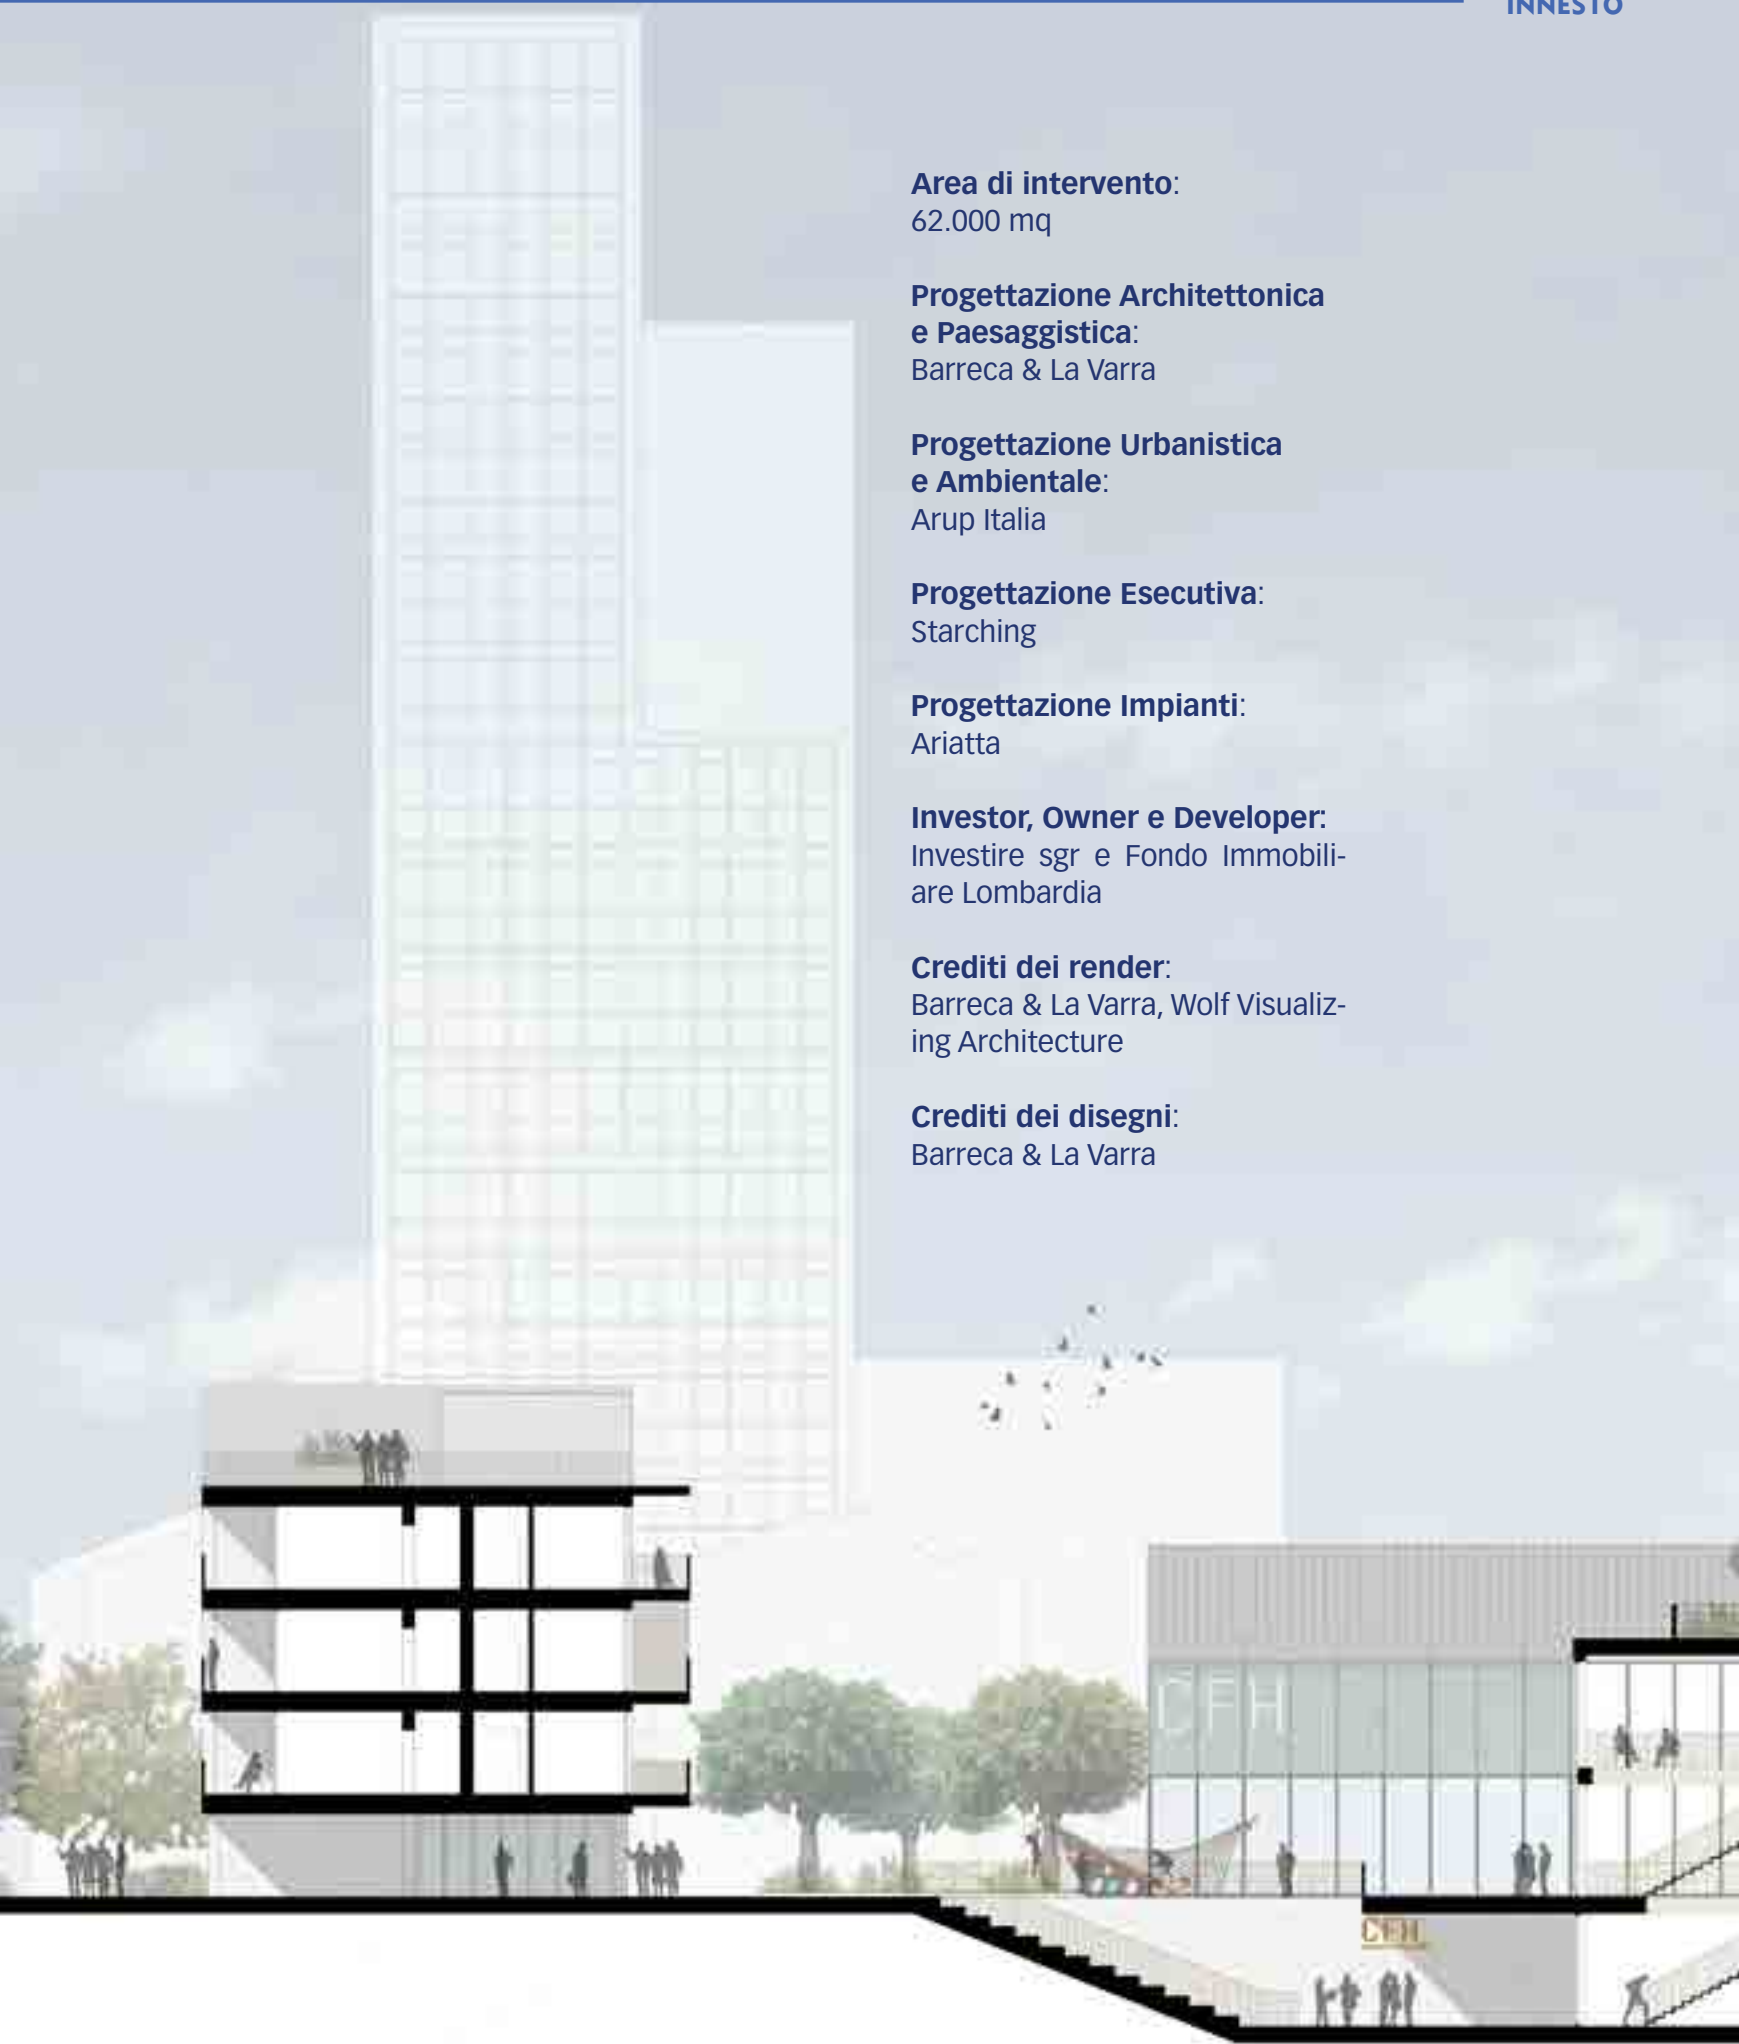 INNESTO
Area di intervento:
62.000 mq
Progettazione Architettonica
e Paesaggistica:
Barreca & La Varra
Progettazione Urbanistica
e Ambientale:
Arup Italia
Progettazione Esecutiva:
Starching
Progettazione Impianti:
Ariatta
Investor, Owner e Developer:
Investire sgr e Fondo Immobili-
are Lombardia
Crediti dei render:
Barreca & La Varra, Wolf Visualiz-
ing Architecture
Crediti dei disegni:
Barreca & La Varra
CFH
CFH